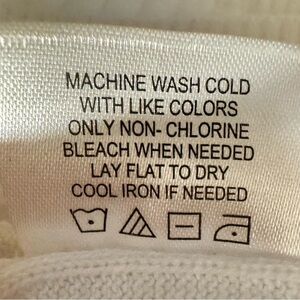 MACHINE WASH COLD
WITH LIKE COLORS
ONLY NON- CHLORINE
BLEACH WHEN NEEDED
LAY FLAT TO DRY
COOL IRON IF NEEDED